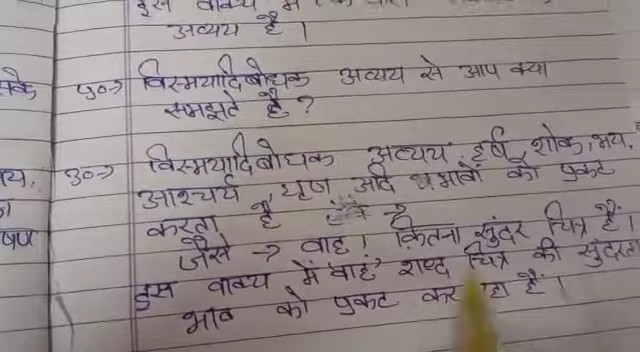 इस वाक्य में
अव्यय है।
प्र०→ विस्मयादिबोधक अव्यय से आप क्या
समझते है ?
उ०→ विस्मयादिबोधक अव्यय हर्ष, शोक, भय,
आश्चर्य, घृणा आदि भावों को प्रकट
करता है है
जैसे → वाह! कितना सुंदर चित्र है।
इस वाक्य में 'वाह' शब्द चित्र की सुंदरता
भाव को प्रकट कर हा है।